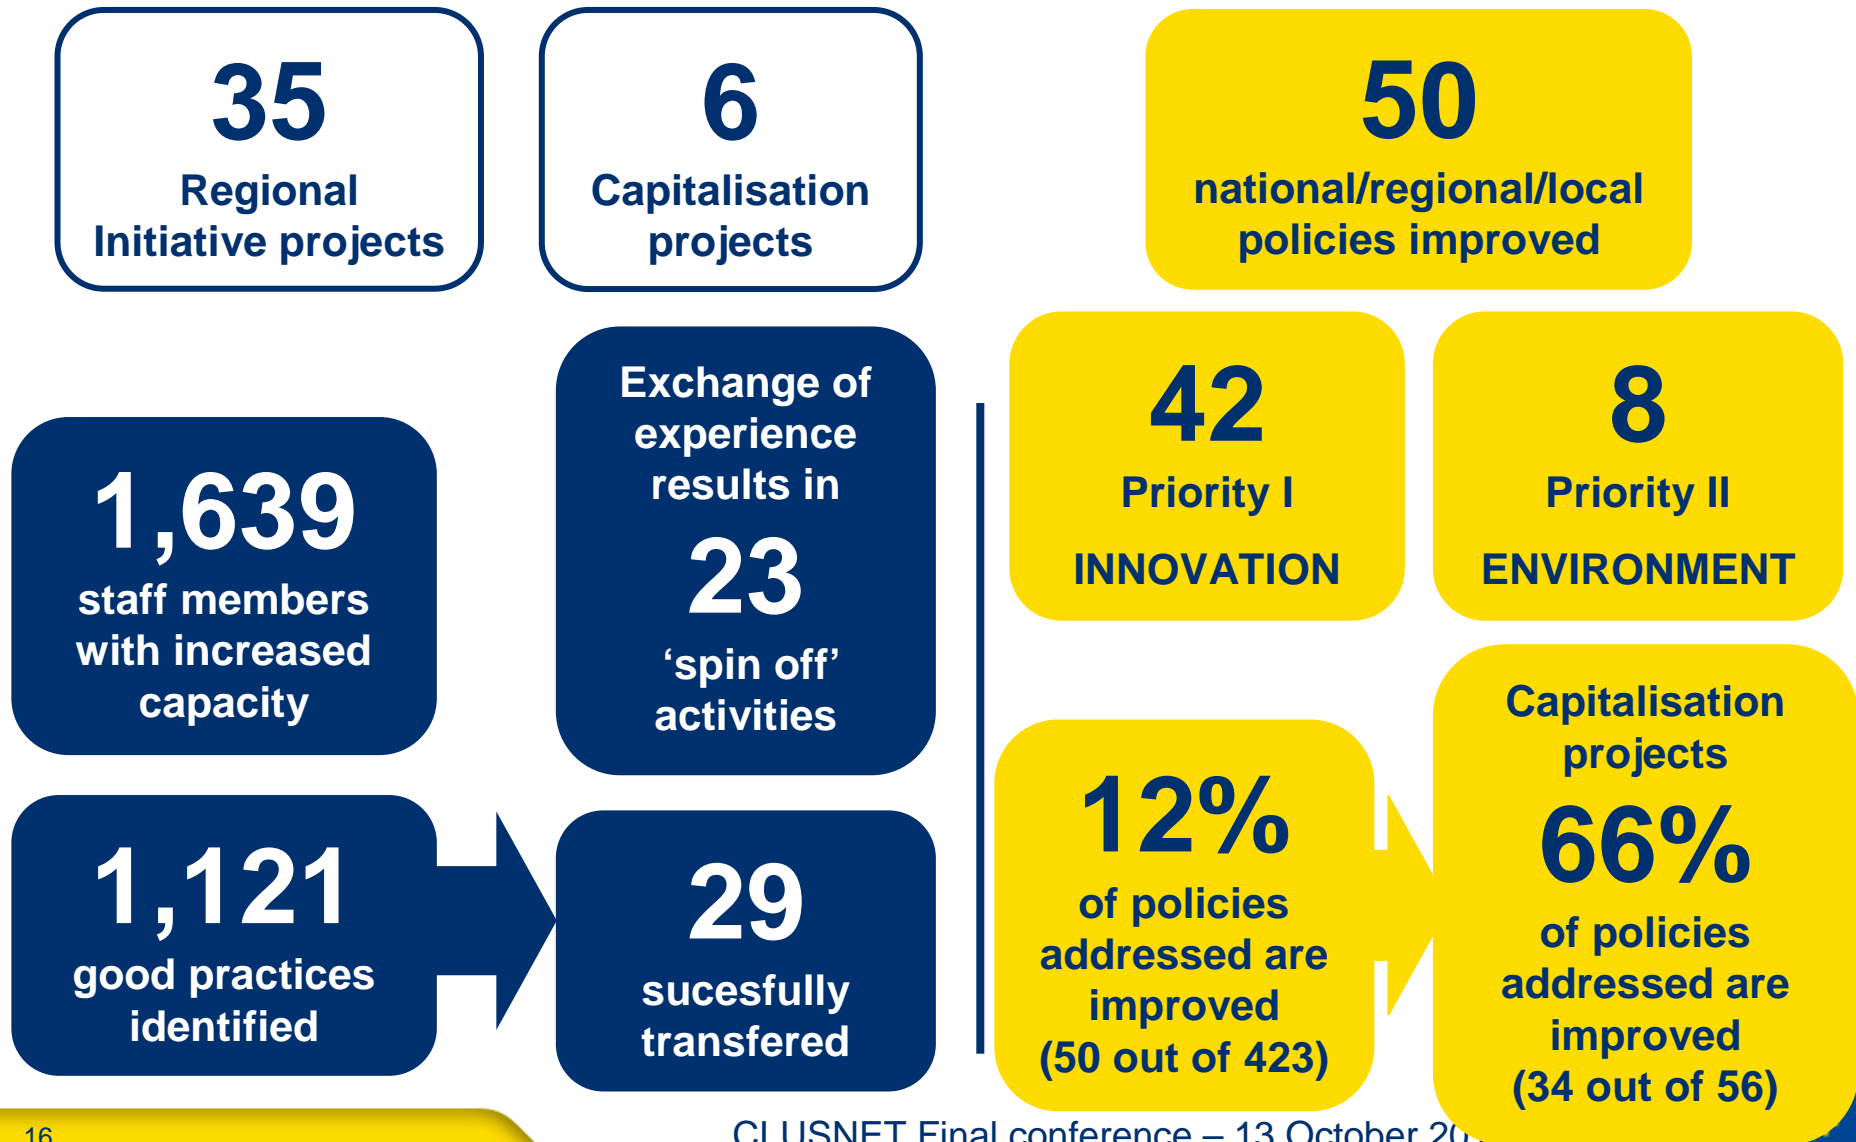 35
Regional
Initiative projects
6
Capitalisation
projects
50
national/regional/local
policies improved
1,639
staff members
with increased
capacity
Exchange of
experience
results in
23
‘spin off’
activities
1,121
good practices
identified
29
sucesfully
transfered
42
Priority I
INNOVATION
8
Priority II
ENVIRONMENT
12%
of policies
addressed are
improved
(50 out of 423)
Capitalisation
projects
66%
of policies
addressed are
improved
(34 out of 56)
16
CLUSNET Final conference – 13 October